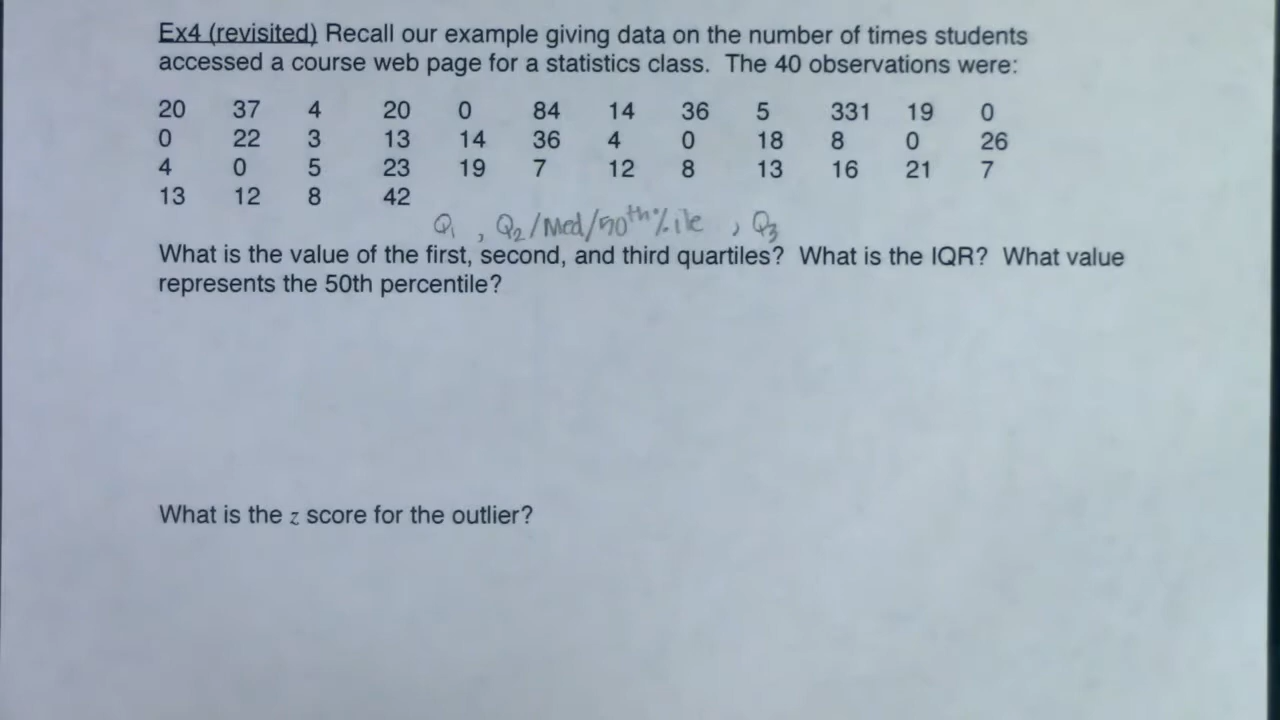 Ex4 (revisited) Recall our example giving data on the number of times students
accessed a course web page for a statistics class. The 40 observations were:
20 37 4 20 0 84 14 36 5 331 19 0
0 22 3 13 14 36 4 0 18 8 0 26
4 0 5 23 19 7 12 8 13 16 21 7
13 12 8 42
Q₁ , Q₂/Med/50th%ile , Q₃
What is the value of the first, second, and third quartiles? What is the IQR? What value
represents the 50th percentile?
What is the z score for the outlier?